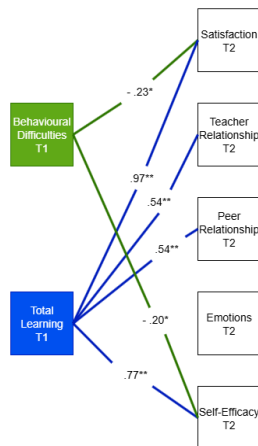 Satisfaction
T2
- .23*
Behavioural
Difficulties
T1
Teacher
Relationship
T2
.97**
.54**
Peer
Relationship
T2
.54**
Total
Learning
T1
- .20*
Emotions
T2
.77**
Self-Efficacy
T2